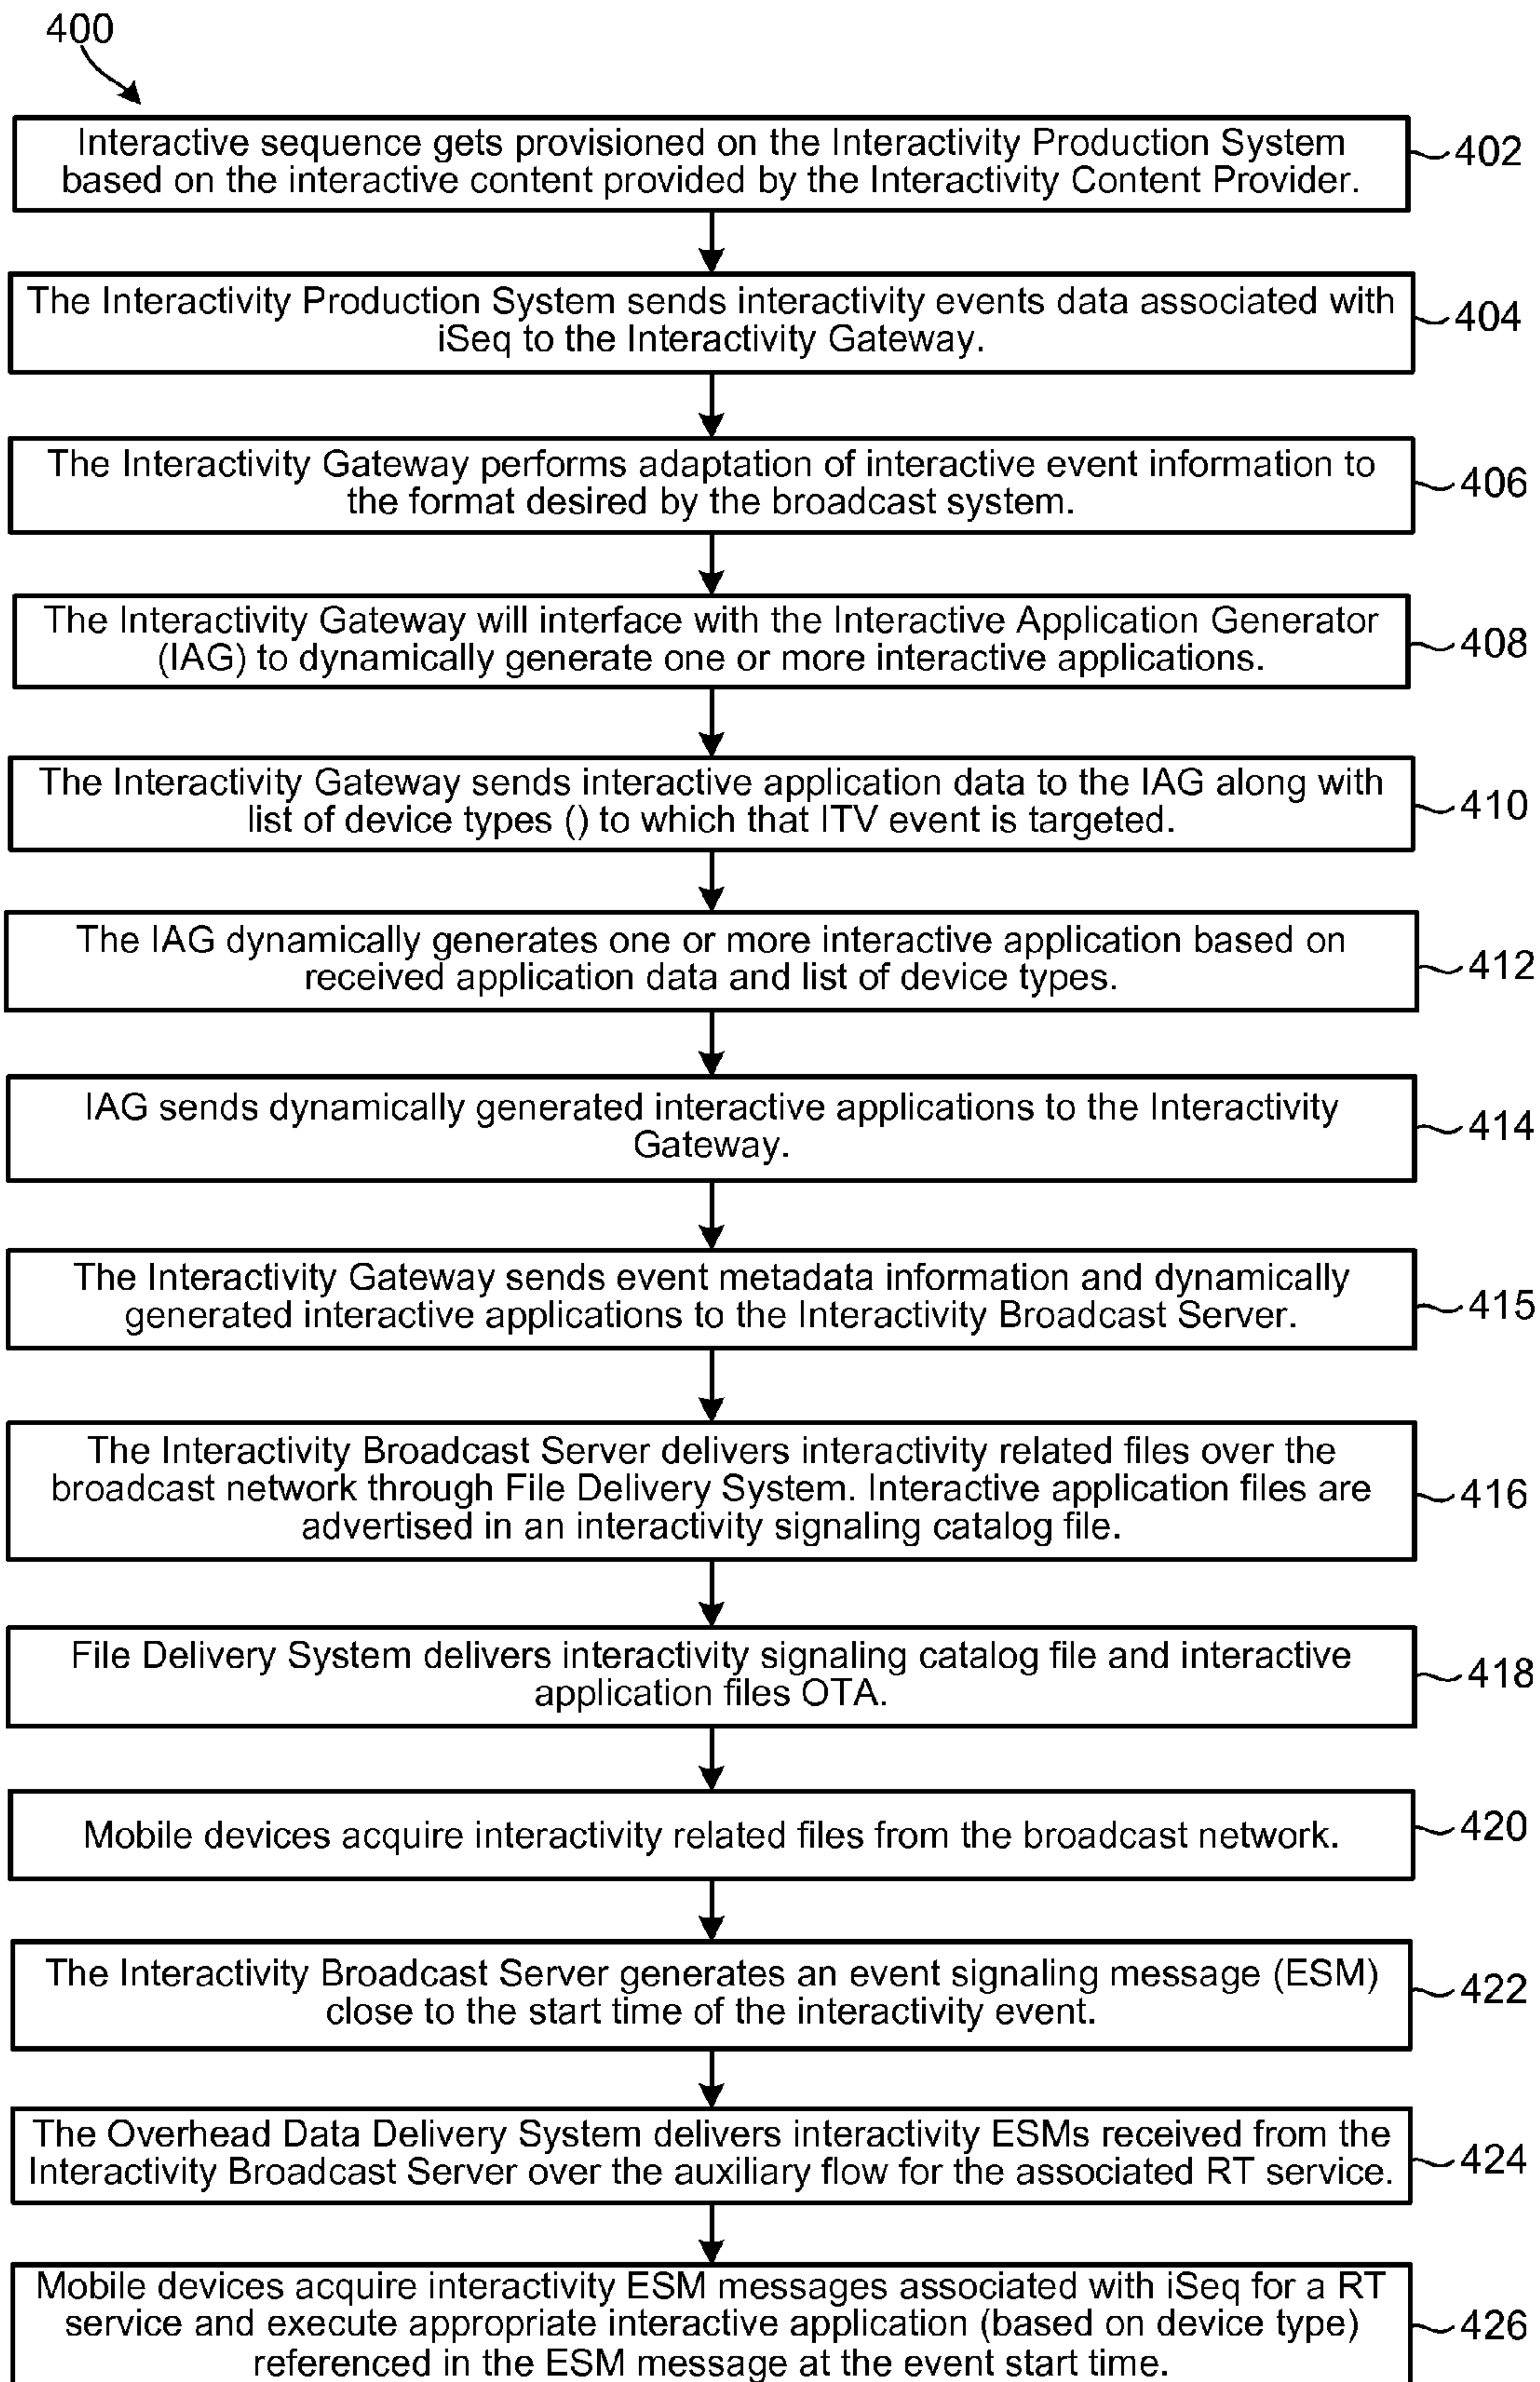 400
Interactive sequence gets provisioned on the Interactivity Production System
based on the interactive content provided by the Interactivity Content Provider.
402
The Interactivity Production System sends interactivity events data associated with
iSeq to the Interactivity Gateway.
404
The Interactivity Gateway performs adaptation of interactive event information to
the format desired by the broadcast system.
406
The Interactivity Gateway will interface with the Interactive Application Generator
(IAG) to dynamically generate one or more interactive applications.
408
The Interactivity Gateway sends interactive application data to the IAG along with
list of device types () to which that ITV event is targeted.
410
The IAG dynamically generates one or more interactive application based on
received application data and list of device types.
412
IAG sends dynamically generated interactive applications to the Interactivity
Gateway.
414
The Interactivity Gateway sends event metadata information and dynamically
generated interactive applications to the Interactivity Broadcast Server.
415
The Interactivity Broadcast Server delivers interactivity related files over the
broadcast network through File Delivery System. Interactive application files are
advertised in an interactivity signaling catalog file.
416
File Delivery System delivers interactivity signaling catalog file and interactive
application files OTA.
418
Mobile devices acquire interactivity related files from the broadcast network.
420
The Interactivity Broadcast Server generates an event signaling message (ESM)
close to the start time of the interactivity event.
422
The Overhead Data Delivery System delivers interactivity ESMs received from the
Interactivity Broadcast Server over the auxiliary flow for the associated RT service.
424
Mobile devices acquire interactivity ESM messages associated with iSeq for a RT
service and execute appropriate interactive application (based on device type)
referenced in the ESM message at the event start time.
426